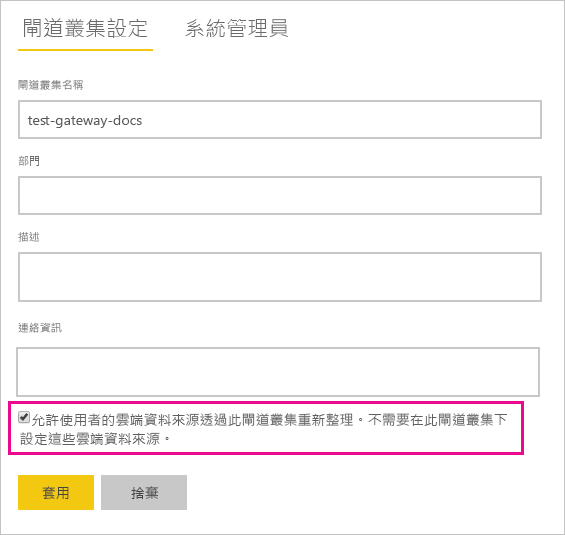 閘道叢集設定 系統管理員
閘道叢集名稱
test-gateway-docs
部門
描述
連絡資訊
允許使用者的雲端資料來源透過此閘道叢集重新整理。不需要在此閘道叢集下
設定這些雲端資料來源。
套用 捨棄